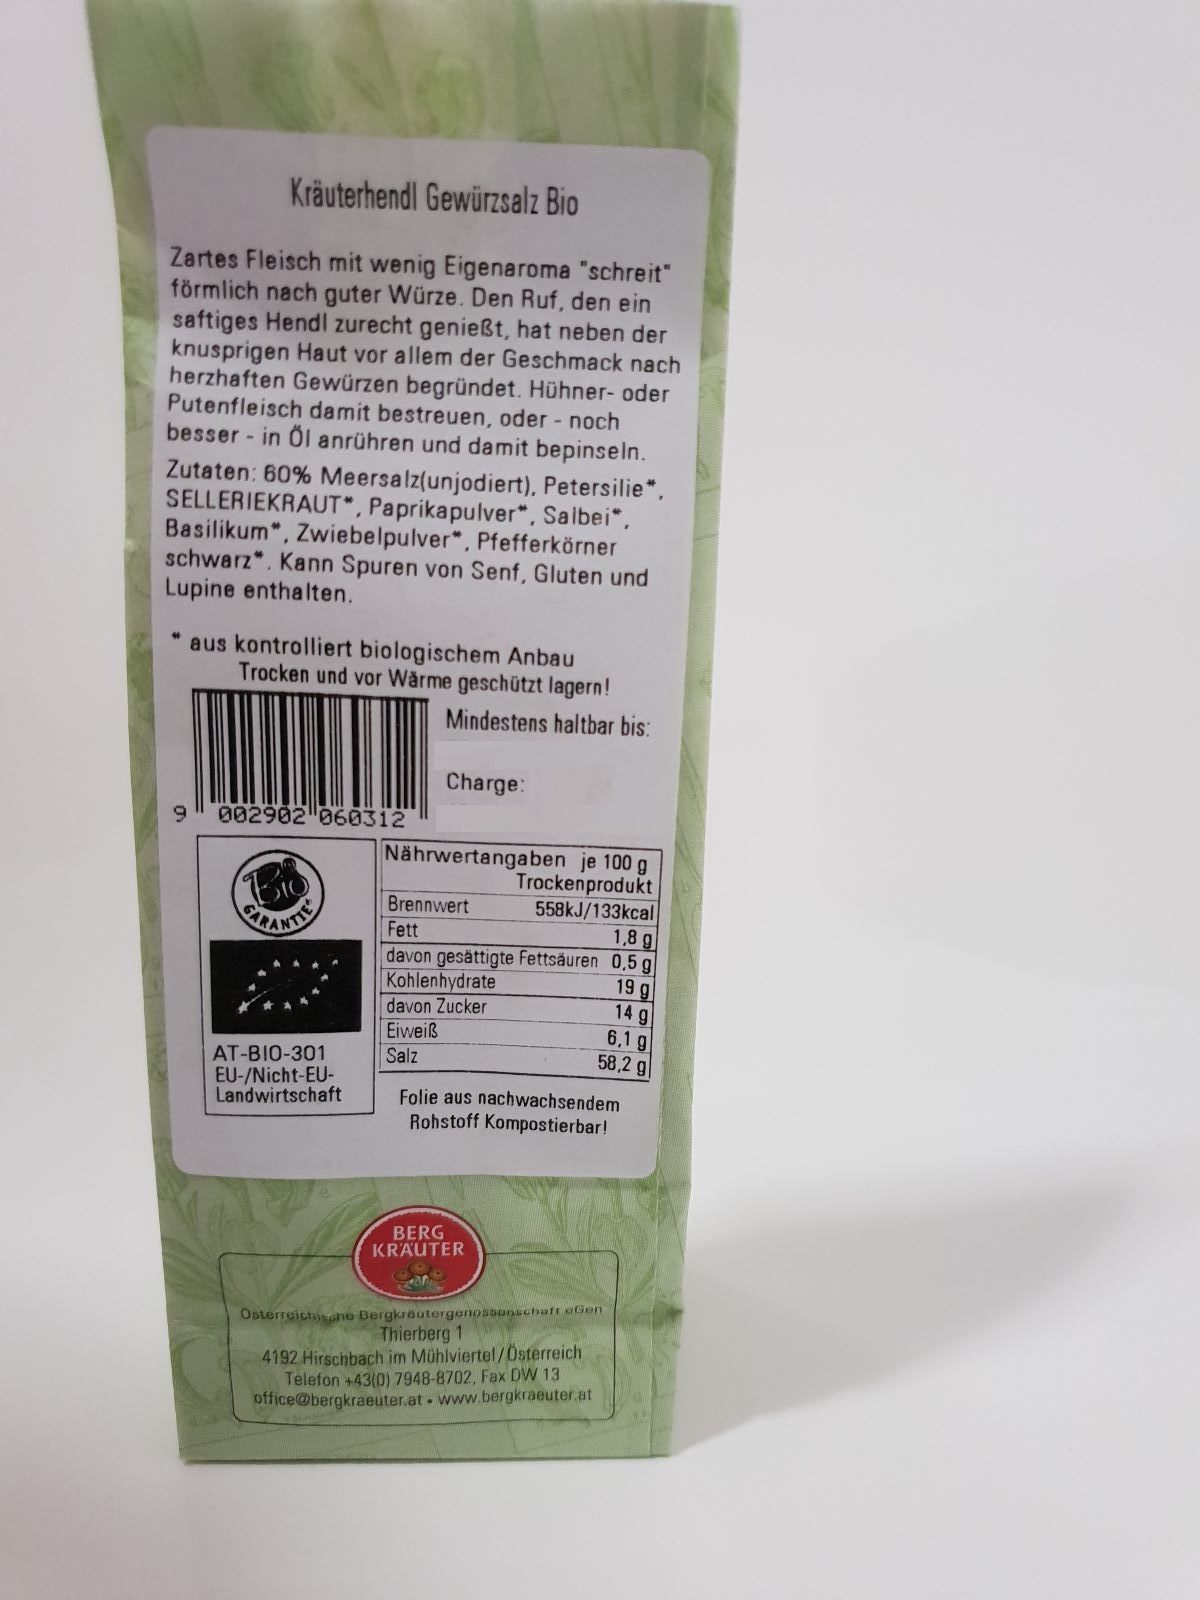 Kräuterhendl Gewürzsalz Bio
Zartes Fleisch mit wenig Eigenaroma "schreit"
förmlich nach guter Würze. Den Ruf, den ein
saftiges Hendl zurecht genießt, hat neben der
knusprigen Haut vor allem der Geschmack nach
herzhaften Gewürzen begründet. Hühner- oder
Putenfleisch damit bestreuen, oder - noch
besser - in Öl anrühren und damit bepinseln.
Zutaten: 60% Meersalz(unjodiert), Petersilie*,
SELLERIEKRAUT*, Paprikapulver*, Salbei*,
Basilikum*, Zwiebelpulver*, Pfefferkörner
schwarz*. Kann Spuren von Senf, Gluten und
Lupine enthalten.
* aus kontrolliert biologischem Anbau
Trocken und vor Wärme geschützt lagern!
Mindestens haltbar bis:
Charge:
9 002902 060312
Bio
GARANTIE
AT-BIO-301
EU-/Nicht-EU-
Landwirtschaft
Nährwertangaben je 100 g
Trockenprodukt
Brennwert 558kJ/133kcal
Fett 1,8 g
davon gesättigte Fettsäuren 0,5 g
Kohlenhydrate 19 g
davon Zucker 14 g
Eiweiß 6,1 g
Salz 58,2 g
Folie aus nachwachsendem
Rohstoff Kompostierbar!
BERG
KRÄUTER
Österreichische Bergkräutergenossenschaft eGen
Thierberg 1
4192 Hirschbach im Mühlviertel/Österreich
Telefon +43(0) 7948-8702, Fax DW 13
office@bergkraeuter.at • www.bergkraeuter.at